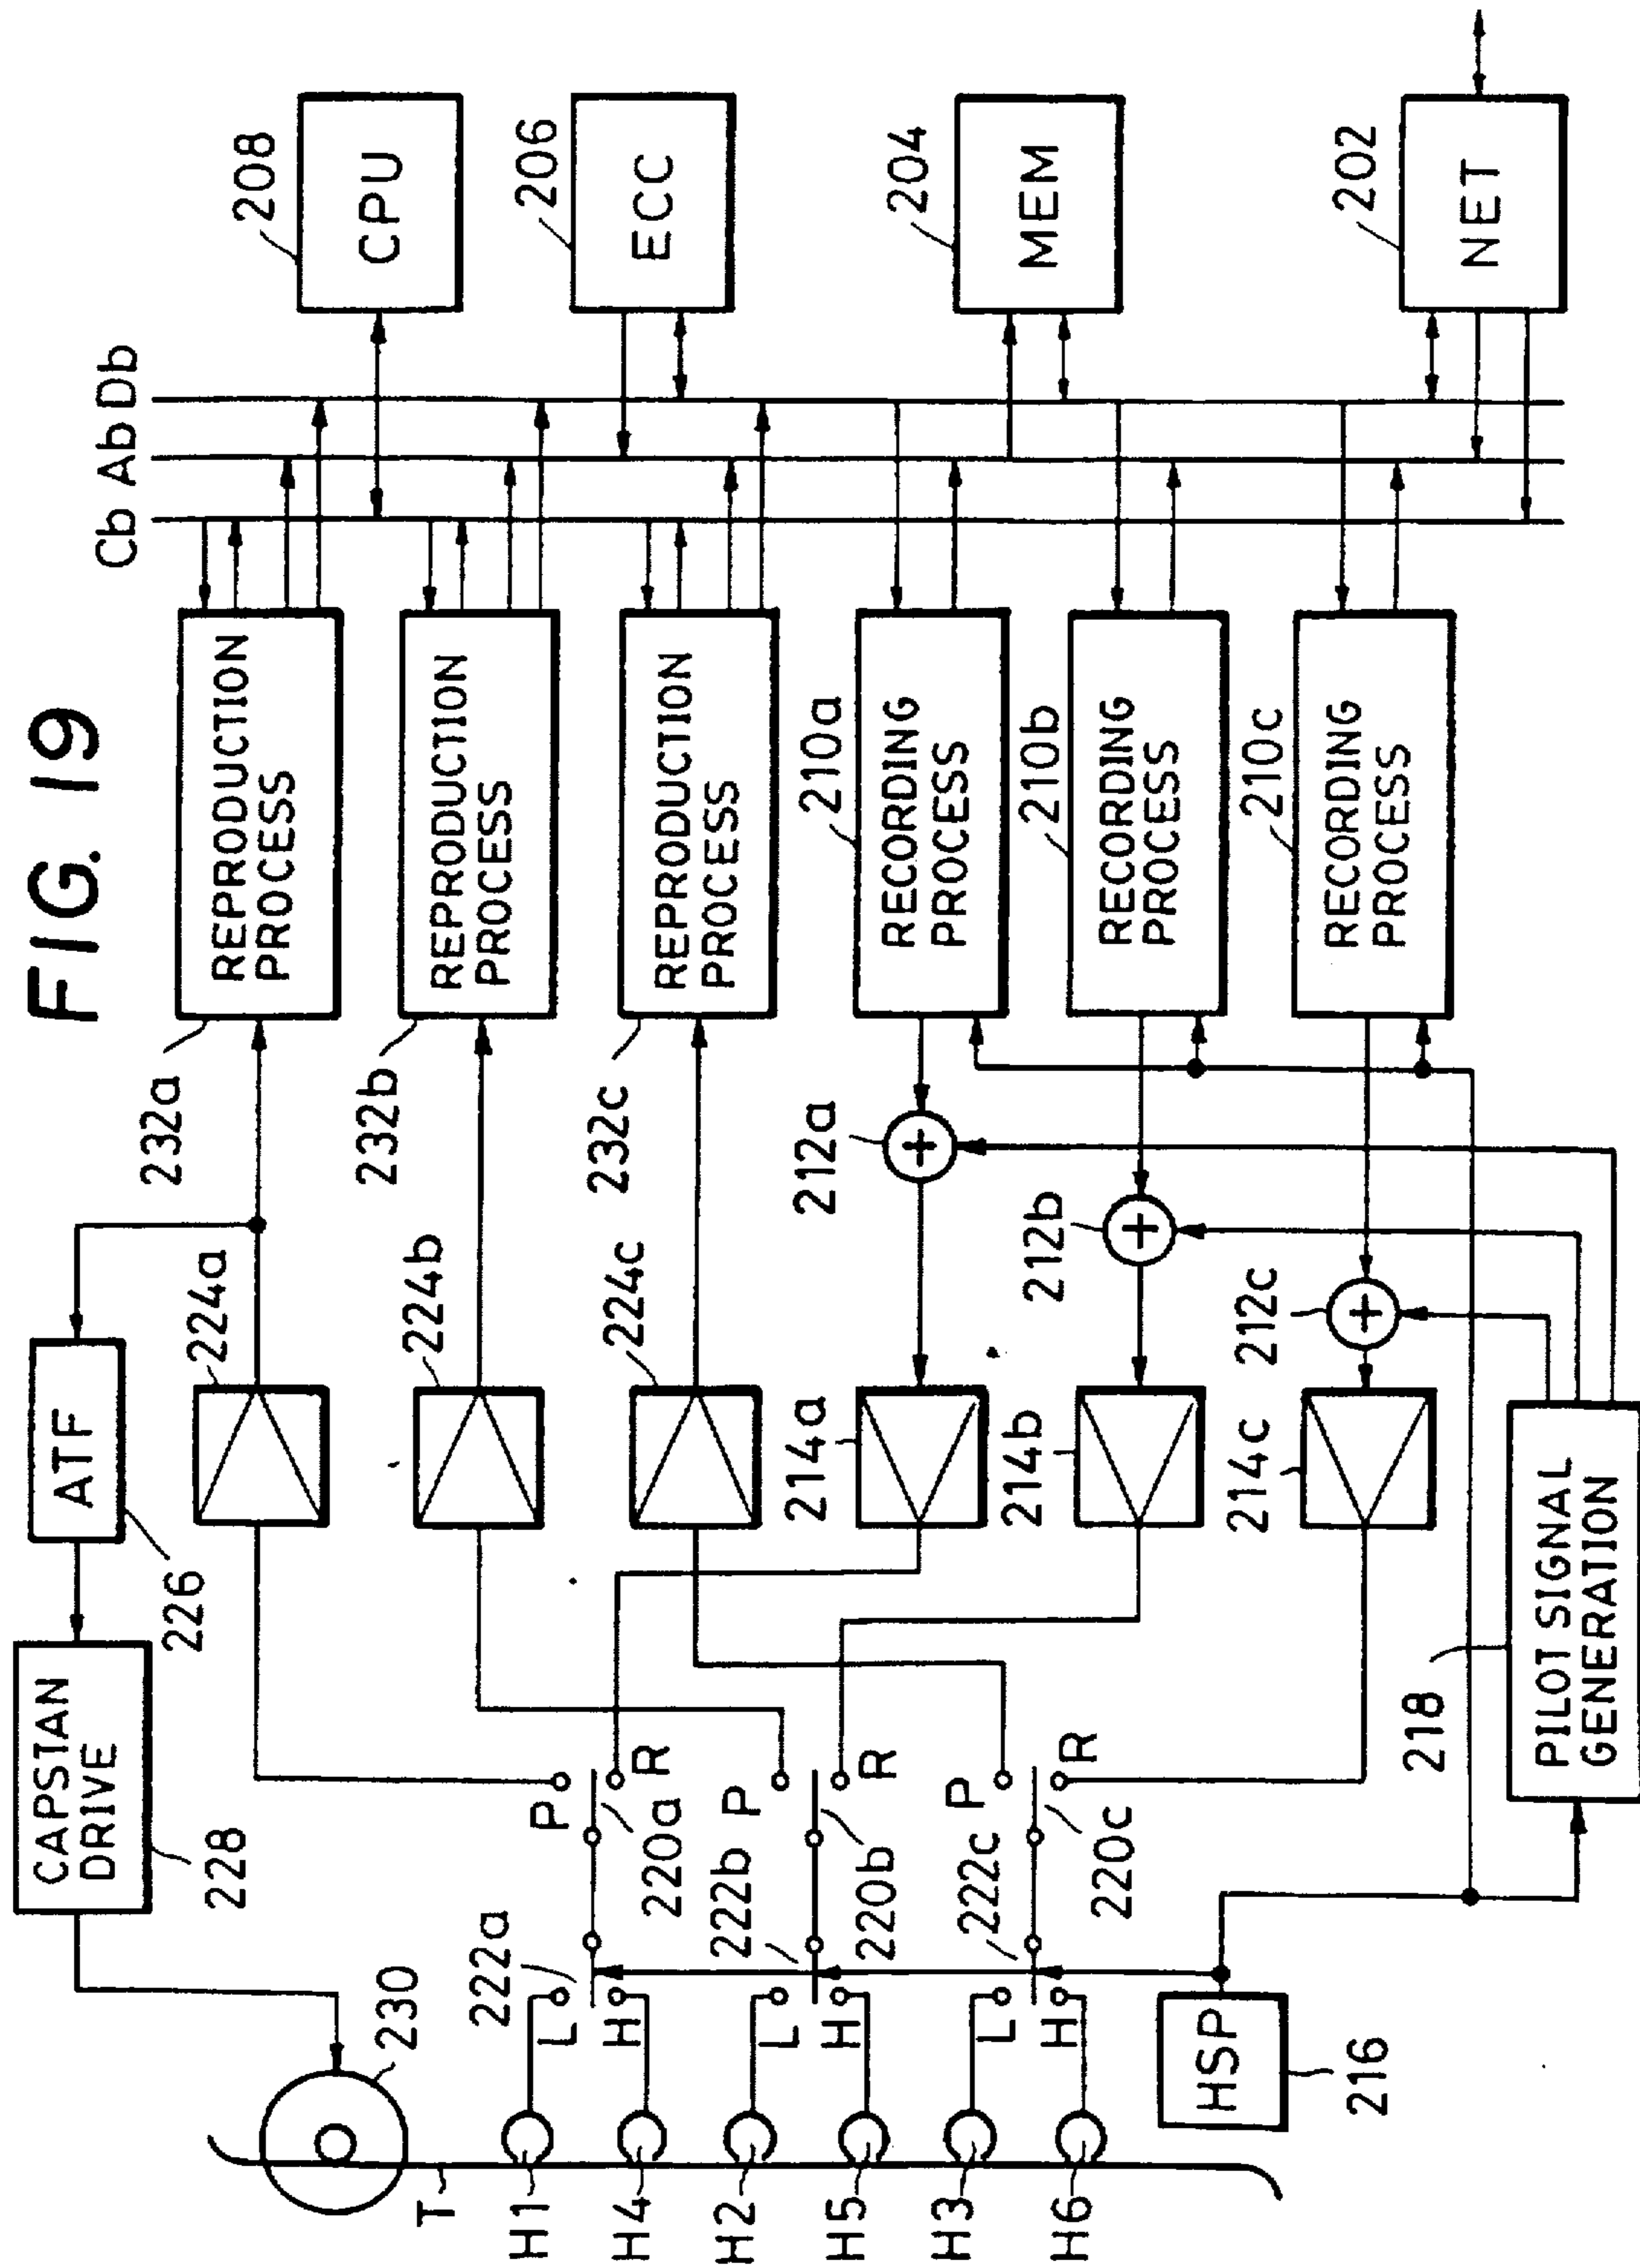 FIG. 19
CAPSIAN
DRIVE
228
ATF
226
230
T
H1
H4
H2
H5
H3
H6
L
H
L
H
L
H
222a
222b
222c
220a
220b
220c
P
R
P
R
P
R
HSP
216
224a
224b
224c
214a
214b
214c
212a
212b
212c
PILOT SIGNAL
GENERATION
218
232a
REPRODUCTION
PROCESS
232b
REPRODUCTION
PROCESS
232c
REPRODUCTION
PROCESS
210a
RECORDING
PROCESS
210b
RECORDING
PROCESS
210c
RECORDING
PROCESS
Cb Ab Db
208
CPU
206
ECC
204
MEM
202
NET